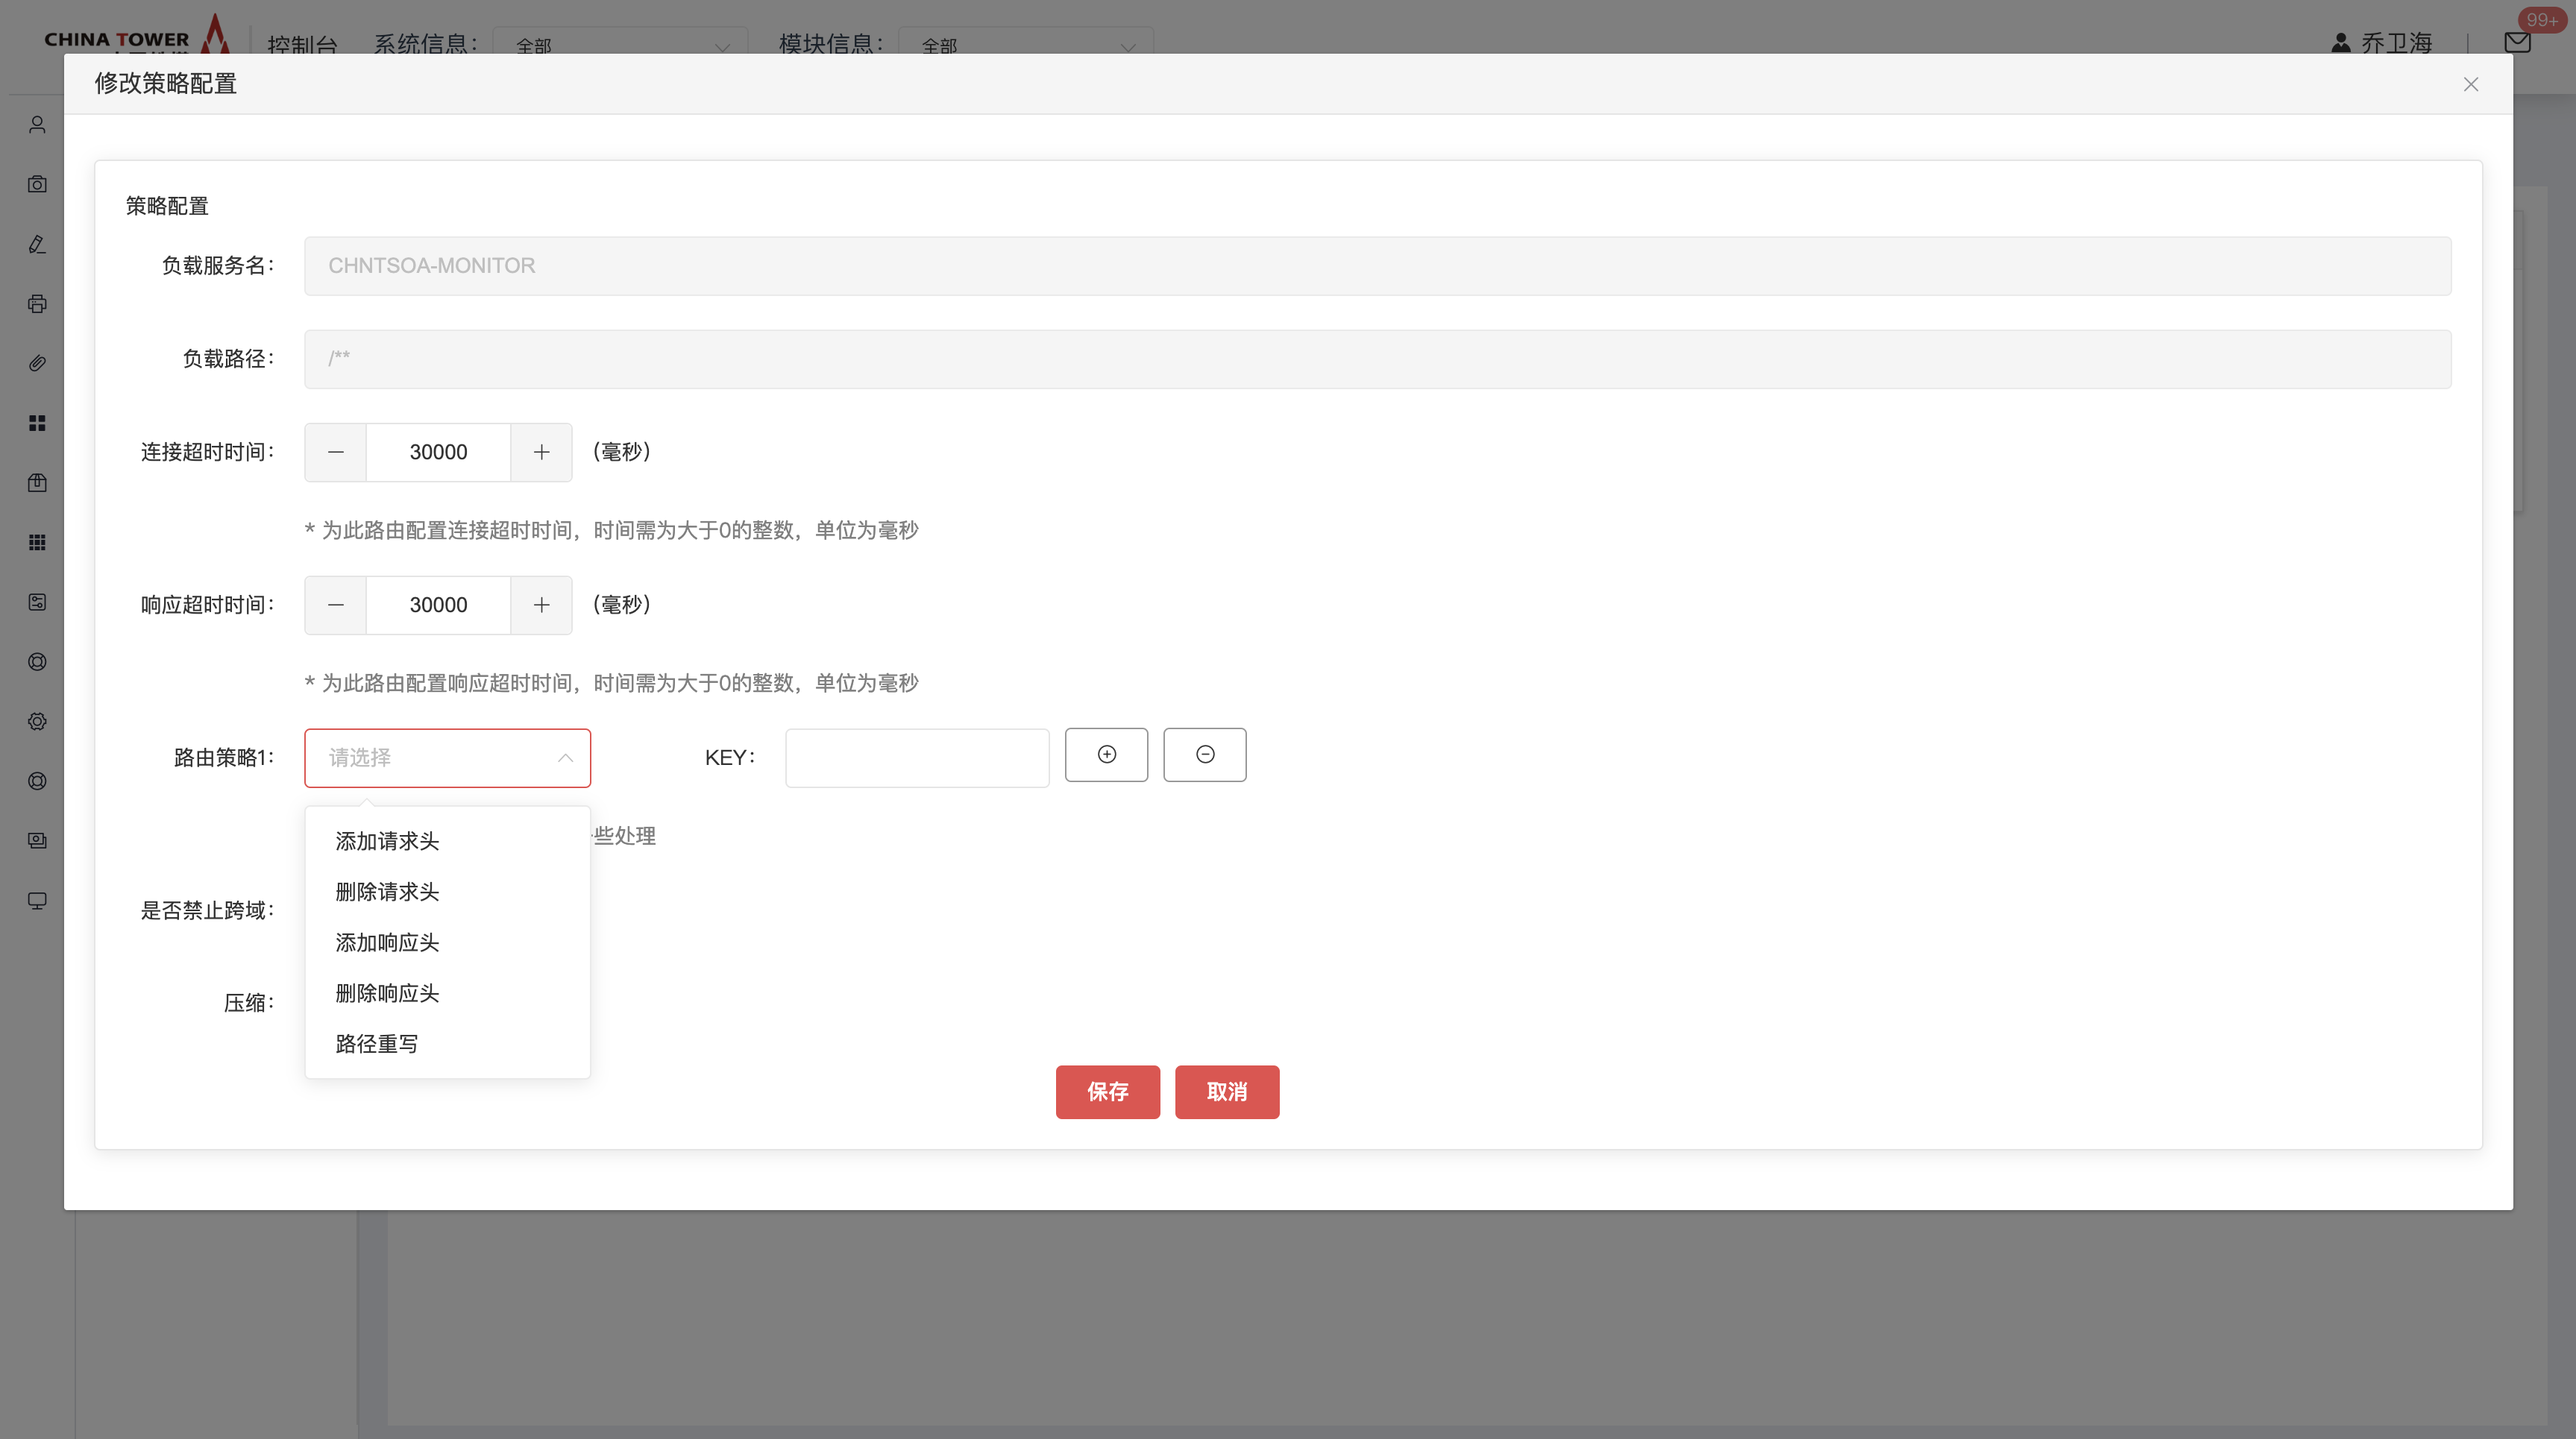 CHINA TOWER
控制台
系统信息：
全部
模块信息：
全部
乔卫海
99+
修改策略配置
策略配置
负载服务名：
CHNTSOA-MONITOR
负载路径：
/**
连接超时时间：
30000
（毫秒）
* 为此路由配置连接超时时间，时间需为大于0的整数，单位为毫秒
响应超时时间：
30000
（毫秒）
* 为此路由配置响应超时时间，时间需为大于0的整数，单位为毫秒
路由策略1：
请选择
KEY：
些处理
添加请求头
删除请求头
添加响应头
删除响应头
路径重写
是否禁止跨域：
压缩：
保存
取消